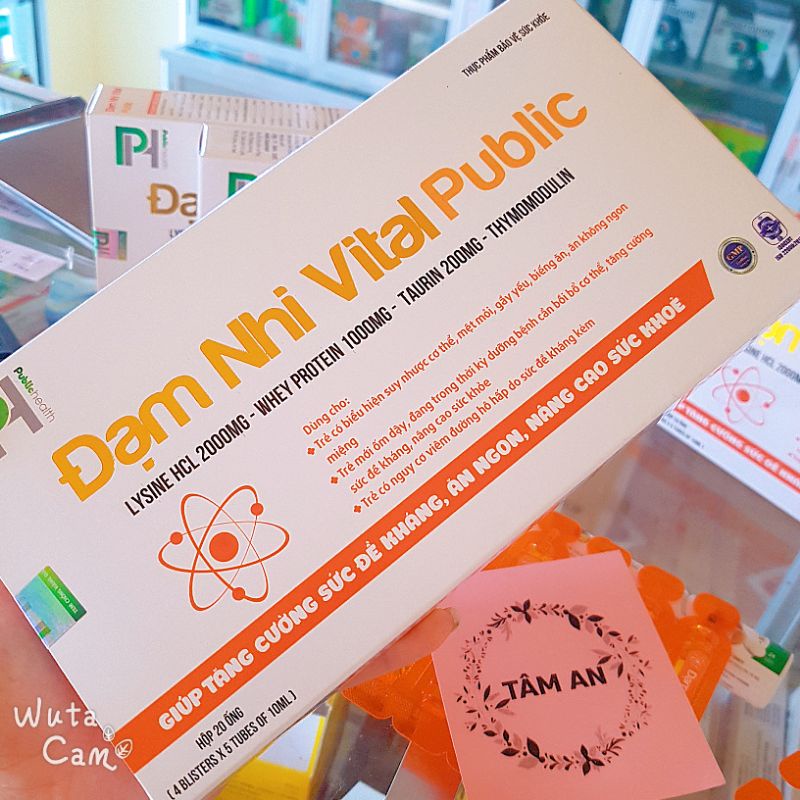 THỰC PHẨM BẢO VỆ SỨC KHỎE
Publichealth
Đạm Nhi Vital Public
LYSINE HCL 2000MG - WHEY PROTEIN 1000MG - TAURIN 200MG - THYMOMODULIN
Dùng cho:
Trẻ có biểu hiện suy nhược cơ thể, mệt mỏi, gầy yếu, biếng ăn, ăn không ngon
miệng
Trẻ mới ốm dậy, đang trong thời kỳ dưỡng bệnh cần bồi bổ cơ thể, tăng cường
sức đề kháng, nâng cao sức khỏe
Trẻ có nguy cơ viêm đường hô hấp do sức đề kháng kém
GIÚP TĂNG CƯỜNG SỨC ĐỀ KHÁNG, ĂN NGON, NÂNG CAO SỨC KHOẺ
HỘP 20 ỐNG
( 4 BLISTERS X 5 TUBES OF 10ML )
GMP
TÂM AN
Wuta
Cam